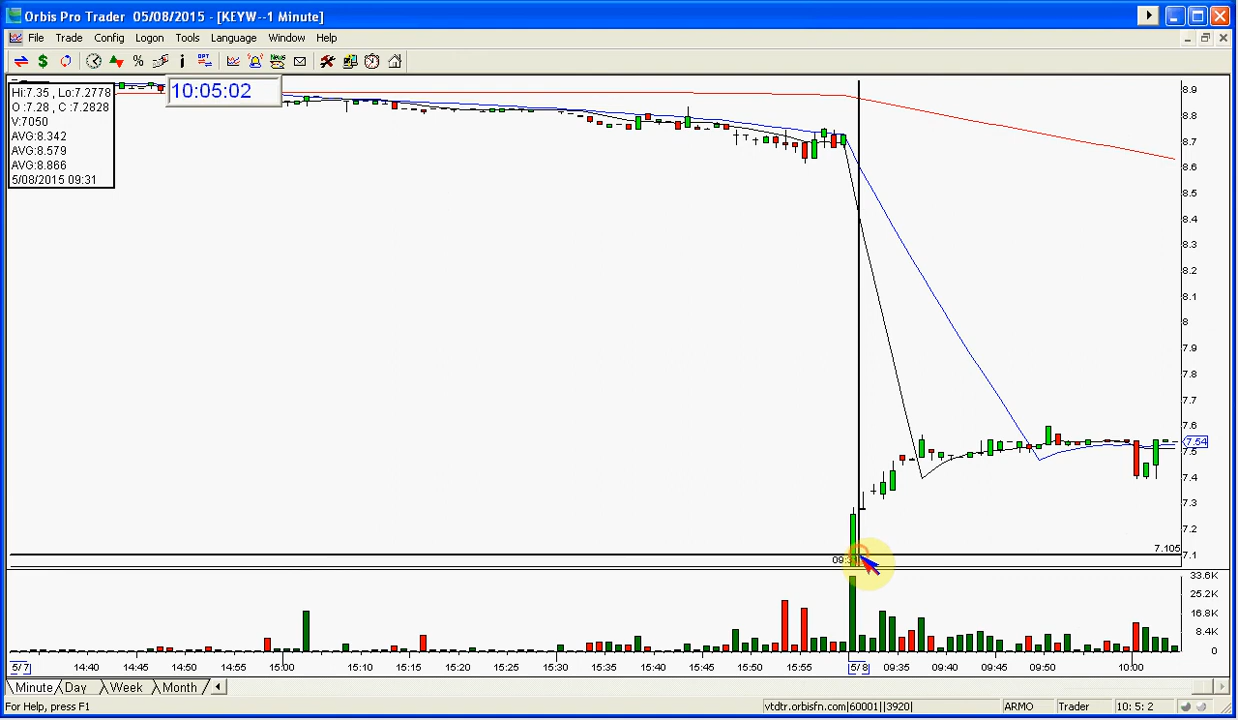 Orbis Pro Trader 05/08/2015 - [KEYW--1 Minute]
File Trade Config Logon Tools Language Window Help
Hi:7.35 , Lo:7.2778
O :7.28 , C :7.2828
V:7050
AVG:8.342
AVG:8.579
AVG:8.866
5/08/2015 09:31
10:05:02
8.9
8.8
8.7
8.6
8.5
8.4
8.3
8.2
8.1
8
7.9
7.8
7.7
7.6
7.54
7.5
7.4
7.3
7.2
7.105
7.1
33.6K
25.2K
16.8K
8.4K
0
5/ 7 14:40 14:45 14:50 14:55 15:00 15:10 15:15 15:20 15:30 15:35 15:40 15:45 15:50 15:55 5/ 8 09:35 09:40 09:45 09:50 10:00
Minute Day Week Month
For Help, press F1 vtdtr.orbisfn.com|60001||3920| ARMO Trader 10: 5: 2